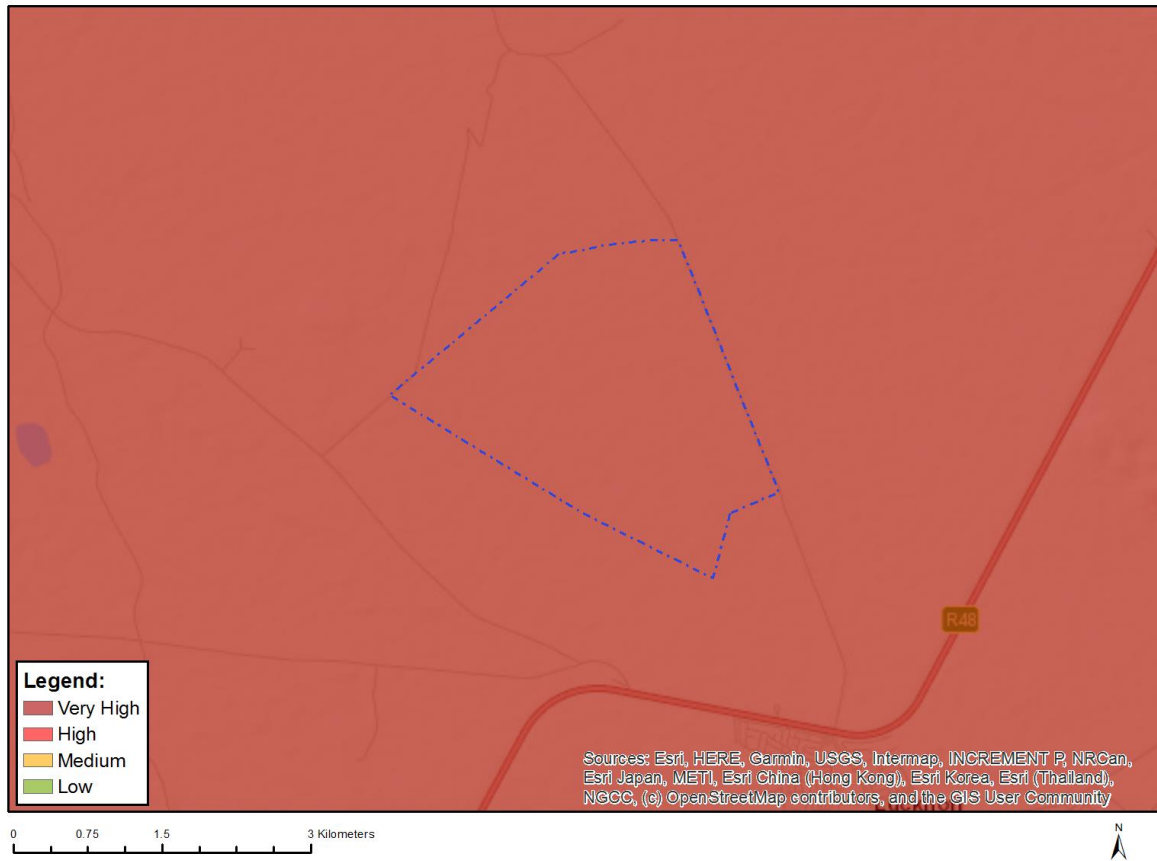 R48
Legend:
Very High
High
Medium
Low
Sources: Esri, HERE, Garmin, USGS, Intermap, INCREMENT P, NRCan,
Esri Japan, METI, Esri China (Hong Kong), Esri Korea, Esri (Thailand),
NGCC, (c) OpenStreetMap contributors, and the GIS User Community
0 0.75 1.5 3 Kilometers
N